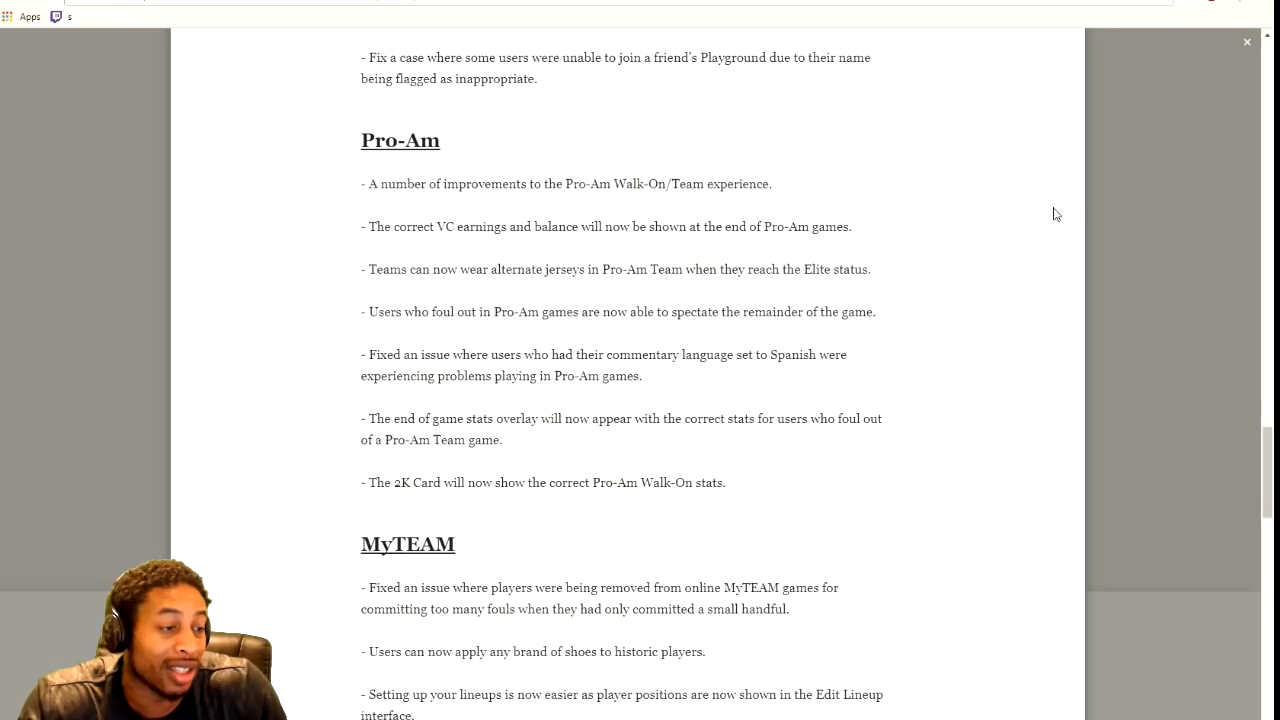 Apps s
- Fix a case where some users were unable to join a friend's Playground due to their name
being flagged as inappropriate.
Pro-Am
- A number of improvements to the Pro-Am Walk-On/Team experience.
- The correct VC earnings and balance will now be shown at the end of Pro-Am games.
- Teams can now wear alternate jerseys in Pro-Am Team when they reach the Elite status.
- Users who foul out in Pro-Am games are now able to spectate the remainder of the game.
- Fixed an issue where users who had their commentary language set to Spanish were
experiencing problems playing in Pro-Am games.
- The end of game stats overlay will now appear with the correct stats for users who foul out
of a Pro-Am Team game.
- The 2K Card will now show the correct Pro-Am Walk-On stats.
MyTEAM
- Fixed an issue where players were being removed from online MyTEAM games for
committing too many fouls when they had only committed a small handful.
- Users can now apply any brand of shoes to historic players.
- Setting up your lineups is now easier as player positions are now shown in the Edit Lineup
interface.